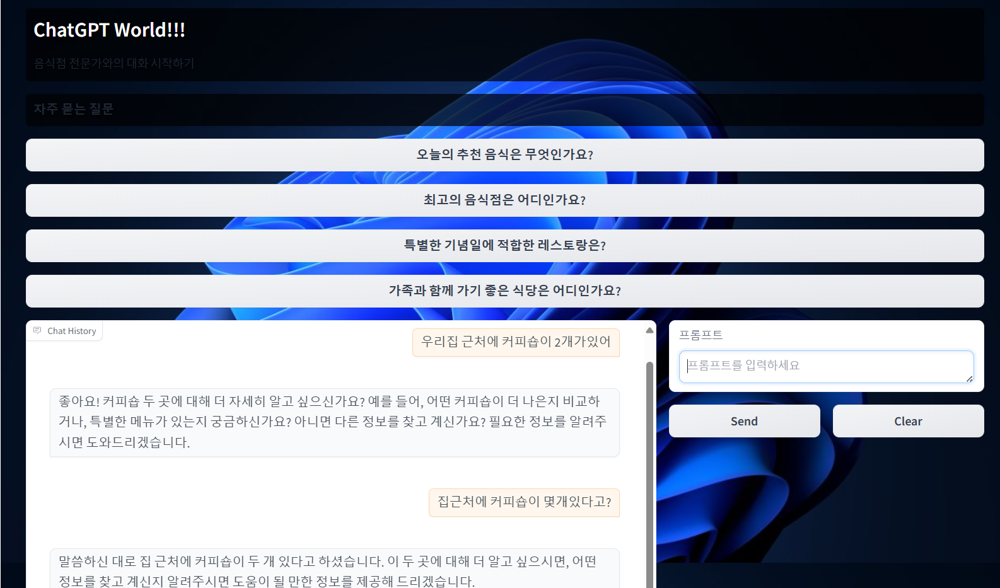 ChatGPT World!!!
음식점 전문가와의 대화 시작하기
자주 묻는 질문
오늘의 추천 음식은 무엇인가요?
최고의 음식점은 어디인가요?
특별한 기념일에 적합한 레스토랑은?
가족과 함께 가기 좋은 식당은 어디인가요?
Chat History
우리집 근처에 커피숍이 2개가있어
좋아요! 커피숍 두 곳에 대해 더 자세히 알고 싶으신가요? 예를 들어, 어떤 커피숍이 더 나은지 비교하
거나, 특별한 메뉴가 있는지 궁금하신가요? 아니면 다른 정보를 찾고 계신가요? 필요한 정보를 알려주
시면 도와드리겠습니다.
집근처에 커피숍이 몇개있다고?
말씀하신 대로 집 근처에 커피숍이 두 개 있다고 하셨습니다. 이 두 곳에 대해 더 알고 싶으시면, 어떤
정보를 찾고 계신지 알려주시면 도움이 될 만한 정보를 제공해 드리겠습니다.
프롬프트
프롬프트를 입력하세요
Send
Clear